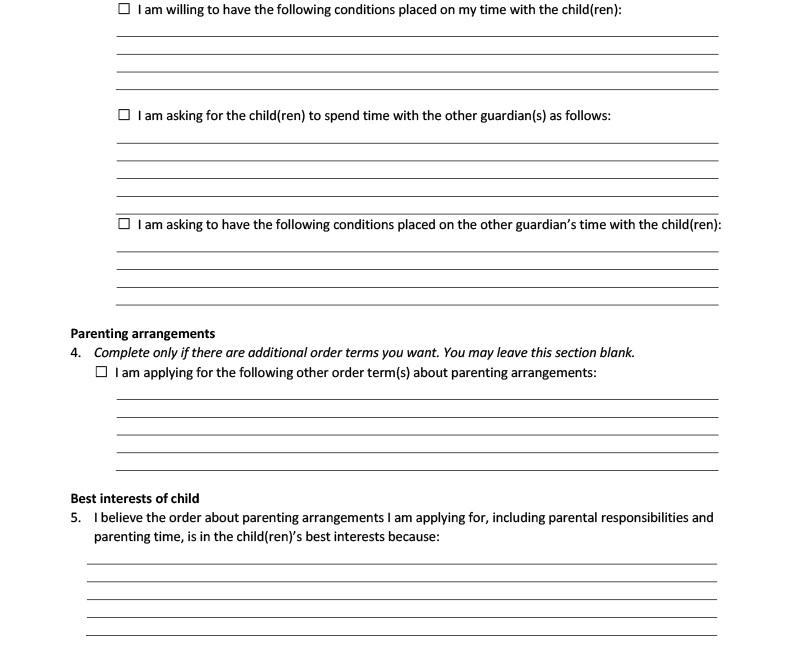 ☐ I am willing to have the following conditions placed on my time with the child(ren):
☐ I am asking for the child(ren) to spend time with the other guardian(s) as follows:
☐ I am asking to have the following conditions placed on the other guardian’s time with the child(ren):
Parenting arrangements
4. Complete only if there are additional order terms you want. You may leave this section blank.
☐ I am applying for the following other order term(s) about parenting arrangements:
Best interests of child
5. I believe the order about parenting arrangements I am applying for, including parental responsibilities and
parenting time, is in the child(ren)’s best interests because: